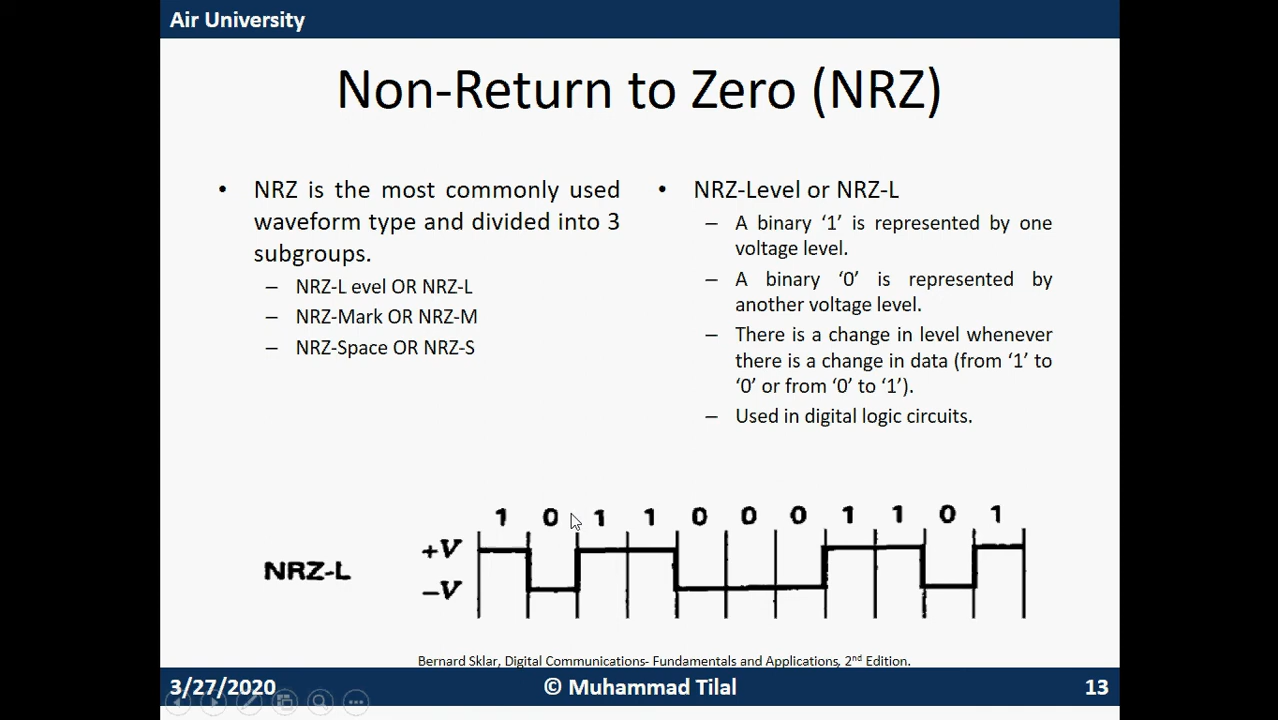 Air University
Non-Return to Zero (NRZ)
• NRZ is the most commonly used
waveform type and divided into 3
subgroups.
– NRZ-L evel OR NRZ-L
– NRZ-Mark OR NRZ-M
– NRZ-Space OR NRZ-S
• NRZ-Level or NRZ-L
– A binary ‘1’ is represented by one
voltage level.
– A binary ‘0’ is represented by
another voltage level.
– There is a change in level whenever
there is a change in data (from ‘1’ to
‘0’ or from ‘0’ to ‘1’).
– Used in digital logic circuits.
1 0 1 1 0 0 0 1 1 0 1
+V
NRZ-L
–V
Bernard Sklar, Digital Communications- Fundamentals and Applications, 2nd Edition.
3/27/2020 © Muhammad Tilal 13